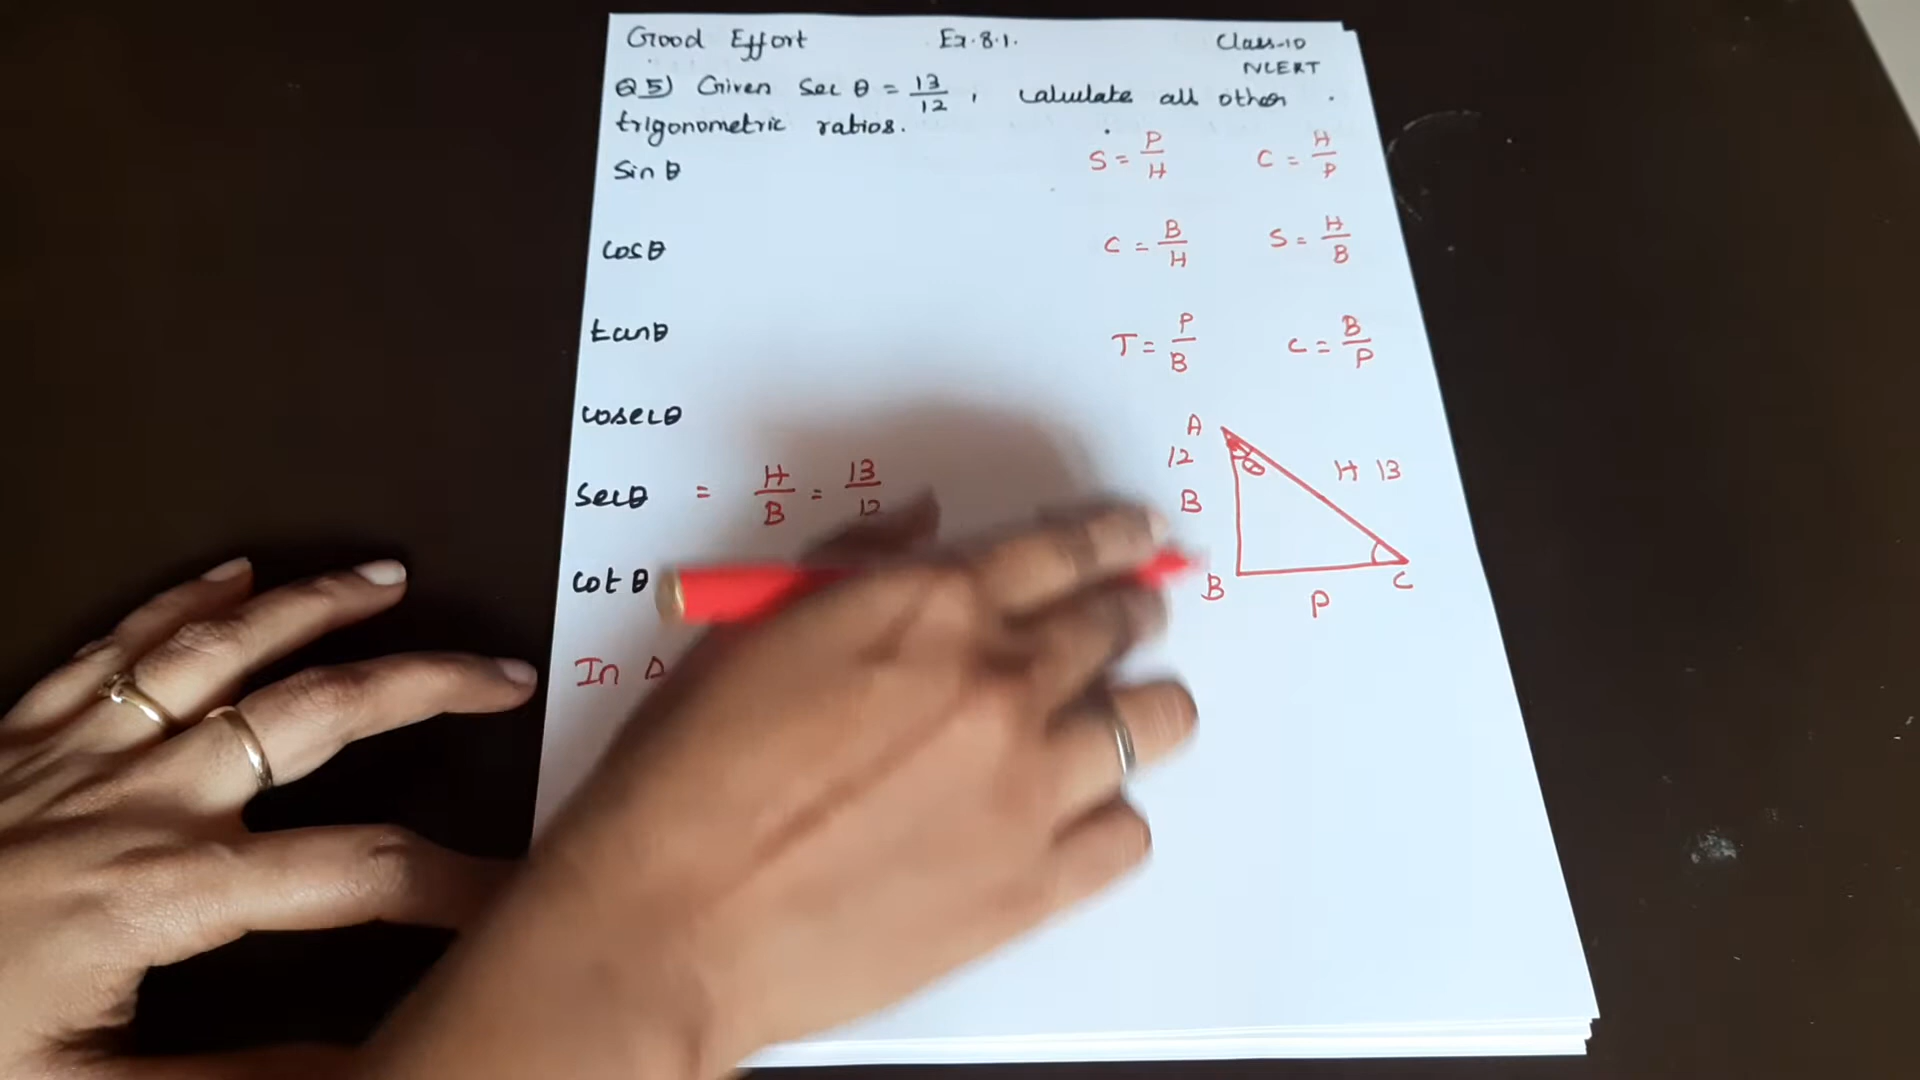 Good Effort Ex.8.1. Class-10
NCERT
Q5) Given Sec θ = 13/12, calculate all other
trigonometric ratios.
Sin θ
S = P/H C = H/P
cos θ
C = B/H S = H/B
tan θ
T = P/B C = B/P
cosec θ
Sec θ = H/B = 13/12
cot θ
In Δ
A
12
B
θ
H 13
B
P
C